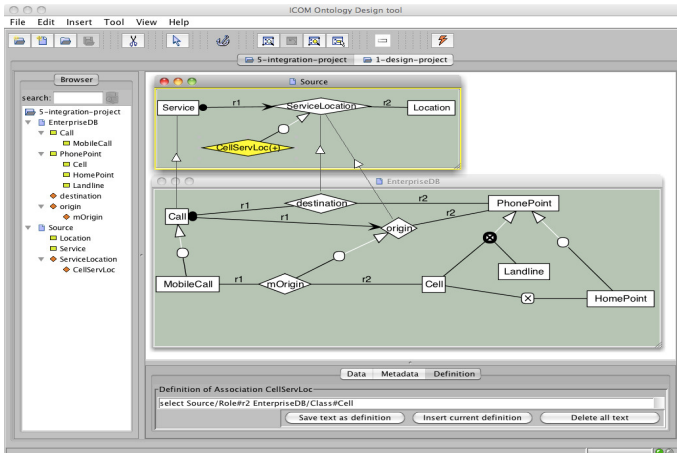 ICOM Ontology Design tool
File Edit Insert Tool View Help
5-integration-project 1-design-project
Browser
search:
5-integration-project
EnterpriseDB
Call
MobileCall
PhonePoint
Cell
HomePoint
Landline
destination
origin
mOrigin
Source
Location
Service
ServiceLocation
CellServLoc
Source
Service r1 ServiceLocation r2 Location
CellServLoc(+)
EnterpriseDB
Call r1 destination r2 PhonePoint
r1 origin r2
Landline
MobileCall r1 mOrigin r2 Cell
HomePoint
Data Metadata Definition
Definition of Association CellServLoc
select Source/Role#r2 EnterpriseDB/Class#Cell
Save text as definition Insert current definition Delete all text